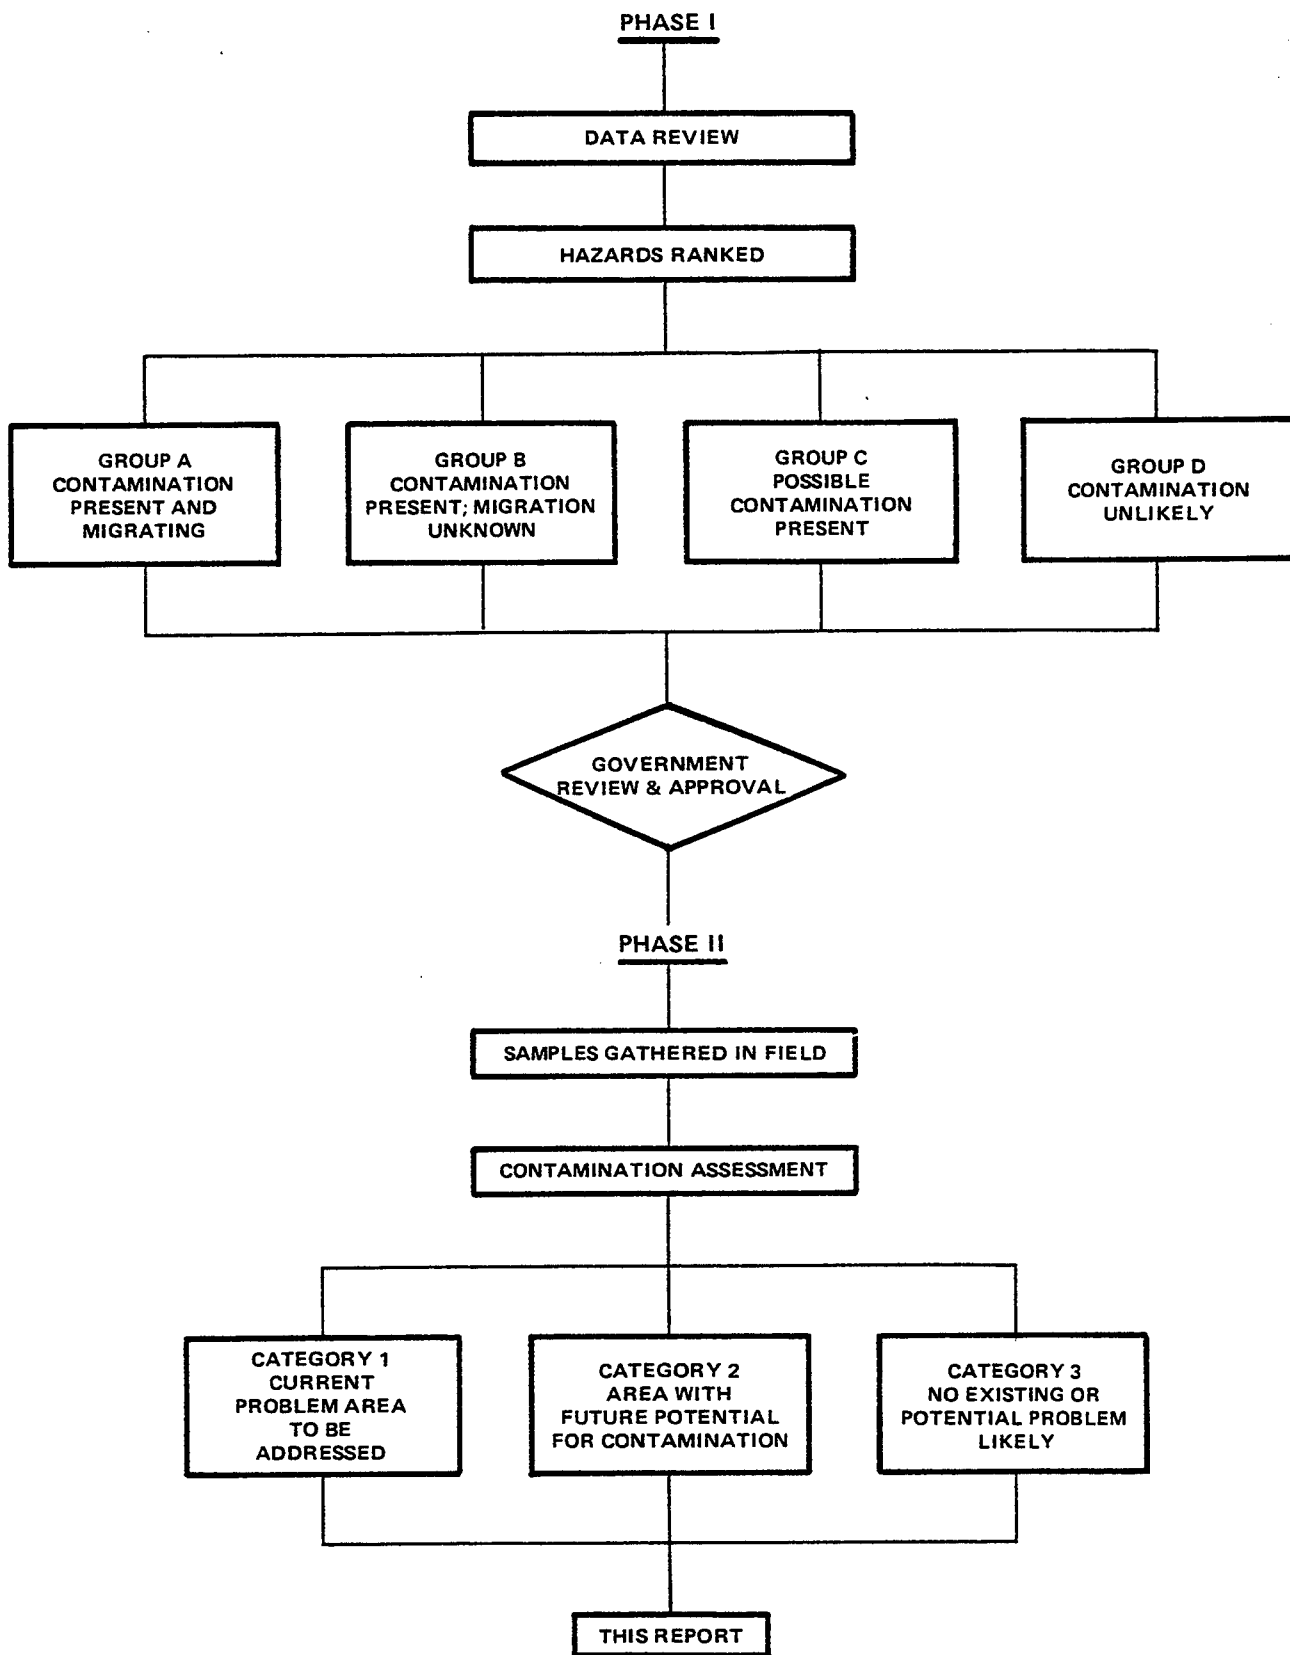 PHASE I
DATA REVIEW
HAZARDS RANKED
GROUP A
CONTAMINATION
PRESENT AND
MIGRATING
GROUP B
CONTAMINATION
PRESENT; MIGRATION
UNKNOWN
GROUP C
POSSIBLE
CONTAMINATION
PRESENT
GROUP D
CONTAMINATION
UNLIKELY
GOVERNMENT
REVIEW & APPROVAL
PHASE II
SAMPLES GATHERED IN FIELD
CONTAMINATION ASSESSMENT
CATEGORY 1
CURRENT
PROBLEM AREA
TO BE
ADDRESSED
CATEGORY 2
AREA WITH
FUTURE POTENTIAL
FOR CONTAMINATION
CATEGORY 3
NO EXISTING OR
POTENTIAL PROBLEM
LIKELY
THIS REPORT